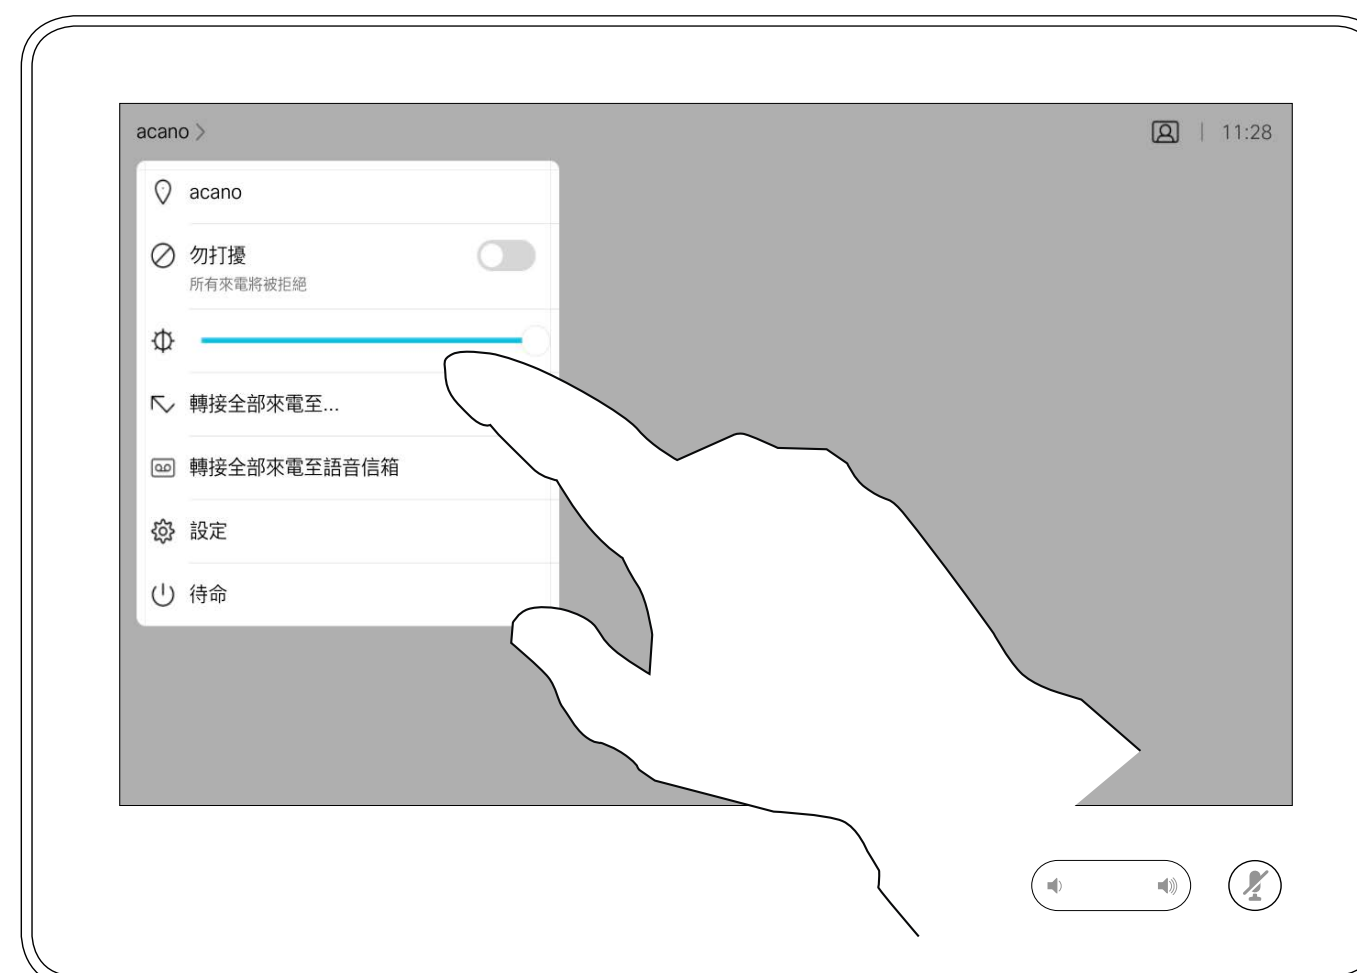 acano
11:28
acano
勿打擾
所有來電將被拒絕
轉接全部來電至...
轉接全部來電至語音信箱
設定
待命